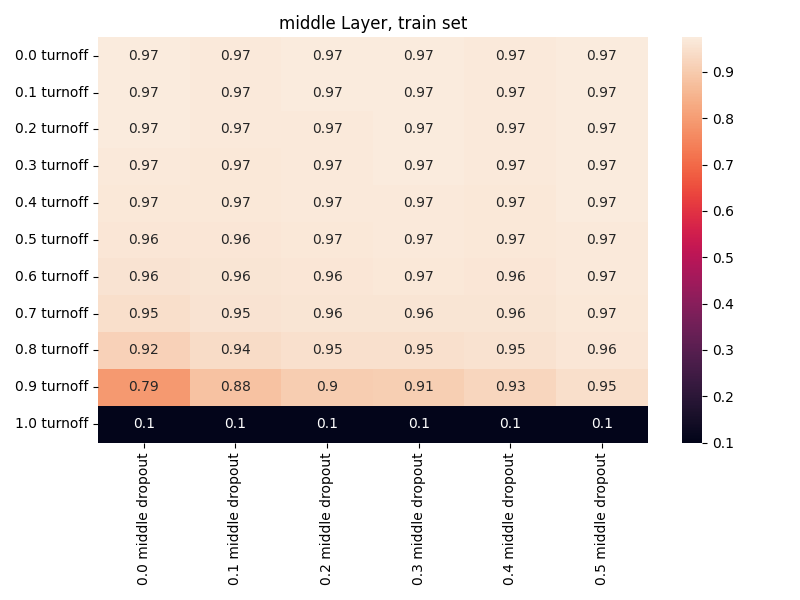 middle Layer, train set
0.0 turnoff 0.97 0.97 0.97 0.97 0.97 0.97
0.1 turnoff 0.97 0.97 0.97 0.97 0.97 0.97
0.2 turnoff 0.97 0.97 0.97 0.97 0.97 0.97
0.3 turnoff 0.97 0.97 0.97 0.97 0.97 0.97
0.4 turnoff 0.97 0.97 0.97 0.97 0.97 0.97
0.5 turnoff 0.96 0.96 0.97 0.97 0.97 0.97
0.6 turnoff 0.96 0.96 0.96 0.97 0.96 0.97
0.7 turnoff 0.95 0.95 0.96 0.96 0.96 0.97
0.8 turnoff 0.92 0.94 0.95 0.95 0.95 0.96
0.9 turnoff 0.79 0.88 0.9 0.91 0.93 0.95
1.0 turnoff 0.1 0.1 0.1 0.1 0.1 0.1
0.0 middle dropout
0.1 middle dropout
0.2 middle dropout
0.3 middle dropout
0.4 middle dropout
0.5 middle dropout
0.9
0.8
0.7
0.6
0.5
0.4
0.3
0.2
0.1